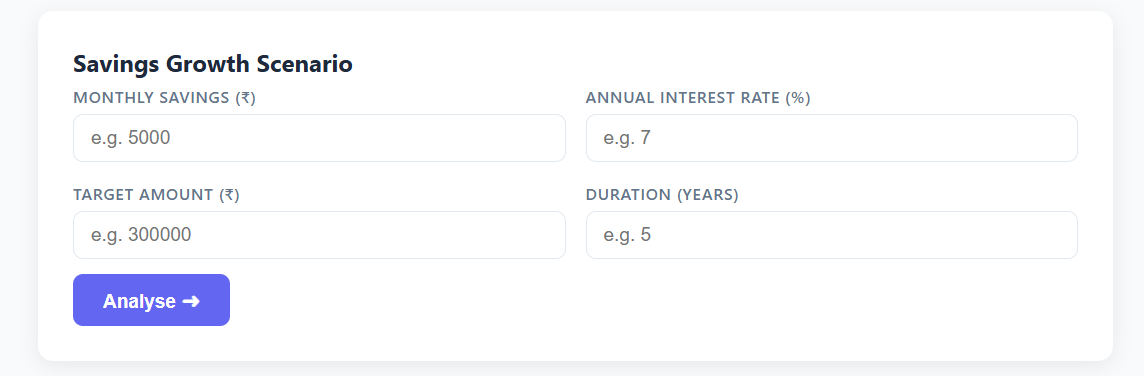 Savings Growth Scenario
MONTHLY SAVINGS (₹)
ANNUAL INTEREST RATE (%)
e.g. 5000
e.g. 7
TARGET AMOUNT (₹)
DURATION (YEARS)
e.g. 300000
e.g. 5
Analyse ➜